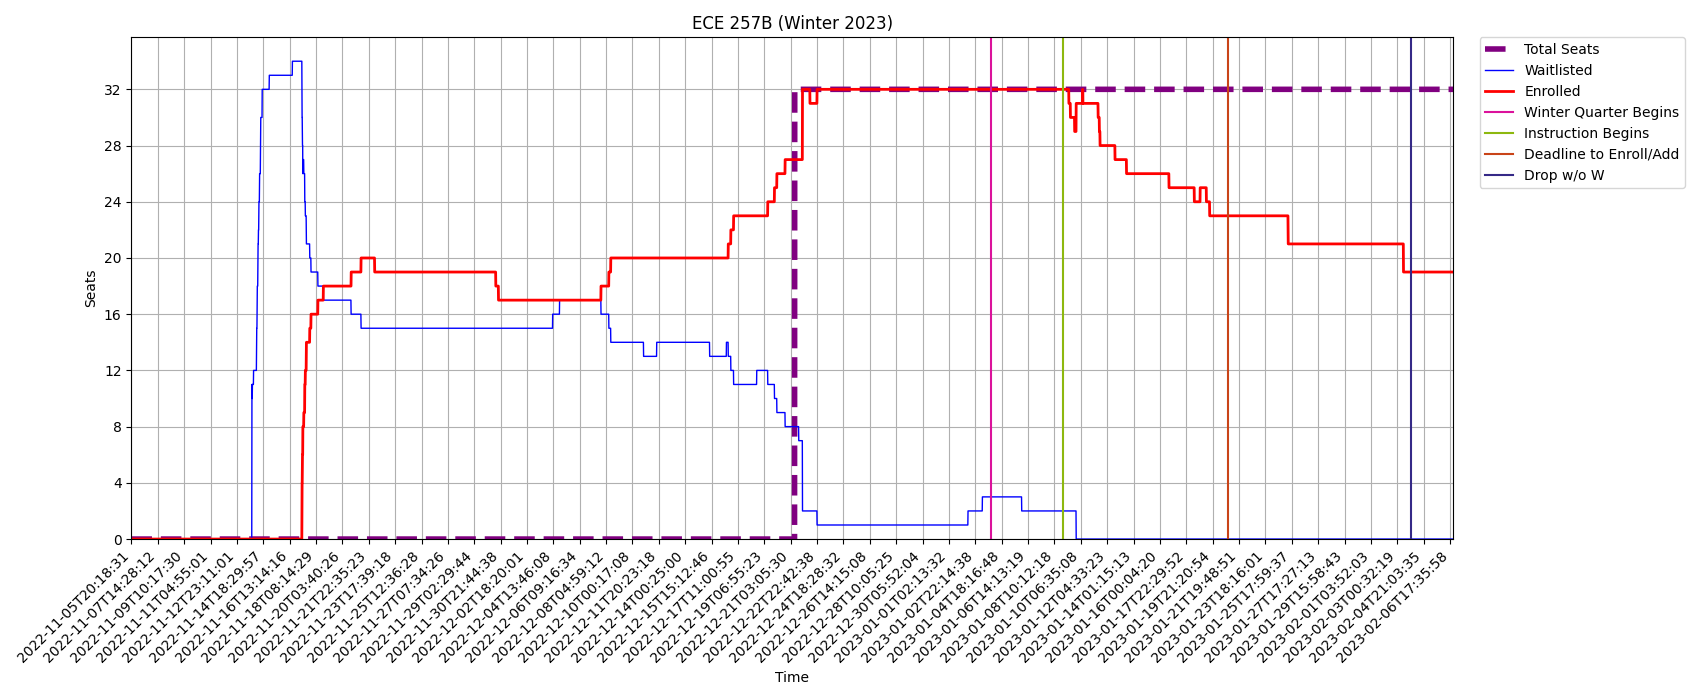 ECE 257B (Winter 2023)
Total Seats
Waitlisted
Enrolled
Winter Quarter Begins
Instruction Begins
Deadline to Enroll/Add
Drop w/o W
Seats
32
28
24
20
16
12
8
4
0
2022-11-05T20:18:31
2022-11-07T14:28:12
2022-11-09T10:17:30
2022-11-11T04:55:01
2022-11-12T23:11:01
2022-11-14T18:29:57
2022-11-16T13:14:16
2022-11-18T08:14:29
2022-11-20T03:40:26
2022-11-21T22:35:23
2022-11-23T17:39:18
2022-11-25T12:36:28
2022-11-27T07:34:26
2022-11-29T02:29:44
2022-11-30T21:44:38
2022-12-02T18:20:01
2022-12-04T13:46:08
2022-12-06T09:16:34
2022-12-08T04:59:12
2022-12-10T00:17:08
2022-12-11T20:23:18
2022-12-14T00:25:00
2022-12-15T15:12:46
2022-12-17T11:00:55
2022-12-19T06:55:23
2022-12-21T03:05:30
2022-12-22T22:42:38
2022-12-24T18:28:32
2022-12-26T14:15:08
2022-12-28T10:05:25
2022-12-30T05:52:04
2023-01-01T02:13:32
2023-01-02T22:14:38
2023-01-04T18:16:48
2023-01-06T14:13:19
2023-01-08T10:12:18
2023-01-10T06:35:08
2023-01-12T04:33:23
2023-01-14T01:15:13
2023-01-16T00:04:20
2023-01-17T22:29:52
2023-01-19T21:20:54
2023-01-21T19:48:51
2023-01-23T18:16:01
2023-01-25T17:59:37
2023-01-27T17:27:13
2023-01-29T15:58:43
2023-02-01T03:52:03
2023-02-03T00:32:19
2023-02-04T21:03:35
2023-02-06T17:35:58
Time